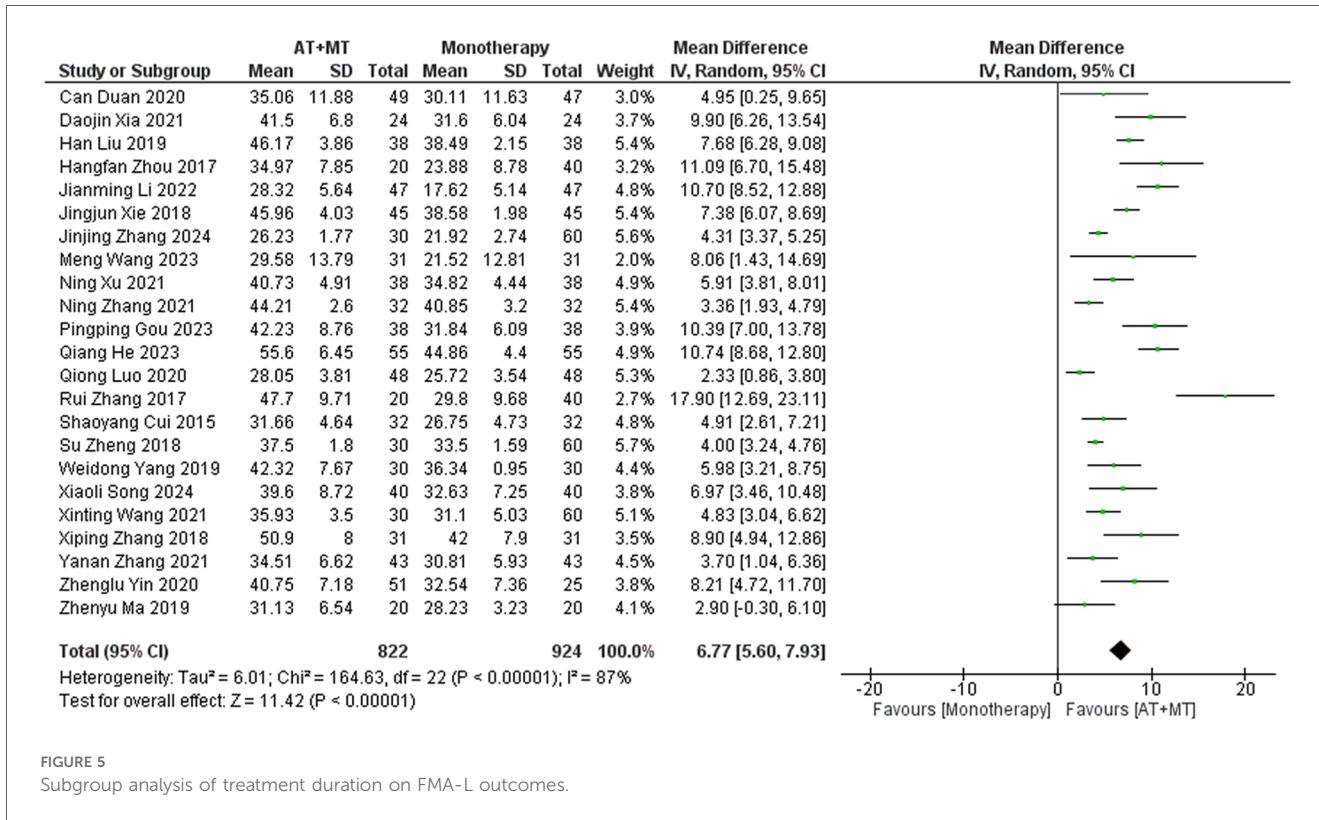 AT+MT Monotherapy Mean Difference Mean Difference
Study or Subgroup Mean SD Total Mean SD Total Weight IV, Random, 95% CI IV, Random, 95% CI
Can Duan 2020 35.06 11.88 49 30.11 11.63 47 3.0% 4.95 [0.25, 9.65]
Daojin Xia 2021 41.5 6.8 24 31.6 6.04 24 3.7% 9.90 [6.26, 13.54]
Han Liu 2019 46.17 3.86 38 38.49 2.15 38 5.4% 7.68 [6.28, 9.08]
Hangfan Zhou 2017 34.97 7.85 20 23.88 8.78 40 3.2% 11.09 [6.70, 15.48]
Jianming Li 2022 28.32 5.64 47 17.62 5.14 47 4.8% 10.70 [8.52, 12.88]
Jingjun Xie 2018 45.96 4.03 45 38.58 1.98 45 5.4% 7.38 [6.07, 8.69]
Jinjing Zhang 2024 26.23 1.77 30 21.92 2.74 60 5.6% 4.31 [3.37, 5.25]
Meng Wang 2023 29.58 13.79 31 21.52 12.81 31 2.0% 8.06 [1.43, 14.69]
Ning Xu 2021 40.73 4.91 38 34.82 4.44 38 4.9% 5.91 [3.81, 8.01]
Ning Zhang 2021 44.21 2.6 32 40.85 3.2 32 5.4% 3.36 [1.93, 4.79]
Pingping Gou 2023 42.23 8.76 38 31.84 6.09 38 3.9% 10.39 [7.00, 13.78]
Qiang He 2023 55.6 6.45 55 44.86 4.4 55 4.9% 10.74 [8.68, 12.80]
Qiong Luo 2020 28.05 3.81 48 25.72 3.54 48 5.3% 2.33 [0.86, 3.80]
Rui Zhang 2017 47.7 9.71 20 29.8 9.68 40 2.7% 17.90 [12.69, 23.11]
Shaoyang Cui 2015 31.66 4.64 32 26.75 4.73 32 4.8% 4.91 [2.61, 7.21]
Su Zheng 2018 37.5 1.8 30 33.5 1.59 60 5.7% 4.00 [3.24, 4.76]
Weidong Yang 2019 42.32 7.67 30 36.34 0.95 30 4.4% 5.98 [3.21, 8.75]
Xiaoli Song 2024 39.6 8.72 40 32.63 7.25 40 3.8% 6.97 [3.46, 10.48]
Xinting Wang 2021 35.93 3.5 30 31.1 5.03 60 5.1% 4.83 [3.04, 6.62]
Xiping Zhang 2018 50.9 8 31 42 7.9 31 3.5% 8.90 [4.94, 12.86]
Yanan Zhang 2021 34.51 6.62 43 30.81 5.93 43 4.5% 3.70 [1.04, 6.36]
Zhenglu Yin 2020 40.75 7.18 51 32.54 7.36 25 3.8% 8.21 [4.72, 11.70]
Zhenyu Ma 2019 31.13 6.54 20 28.23 3.23 20 4.1% 2.90 [-0.30, 6.10]
Total (95% CI) 822 924 100.0% 6.77 [5.60, 7.93]
Heterogeneity: Tau² = 6.01; Chi² = 164.63, df = 22 (P < 0.00001); I² = 87%
Test for overall effect: Z = 11.42 (P < 0.00001)
-20 -10 0 10 20
Favours [Monotherapy] Favours [AT+MT]
FIGURE 5
Subgroup analysis of treatment duration on FMA-L outcomes.